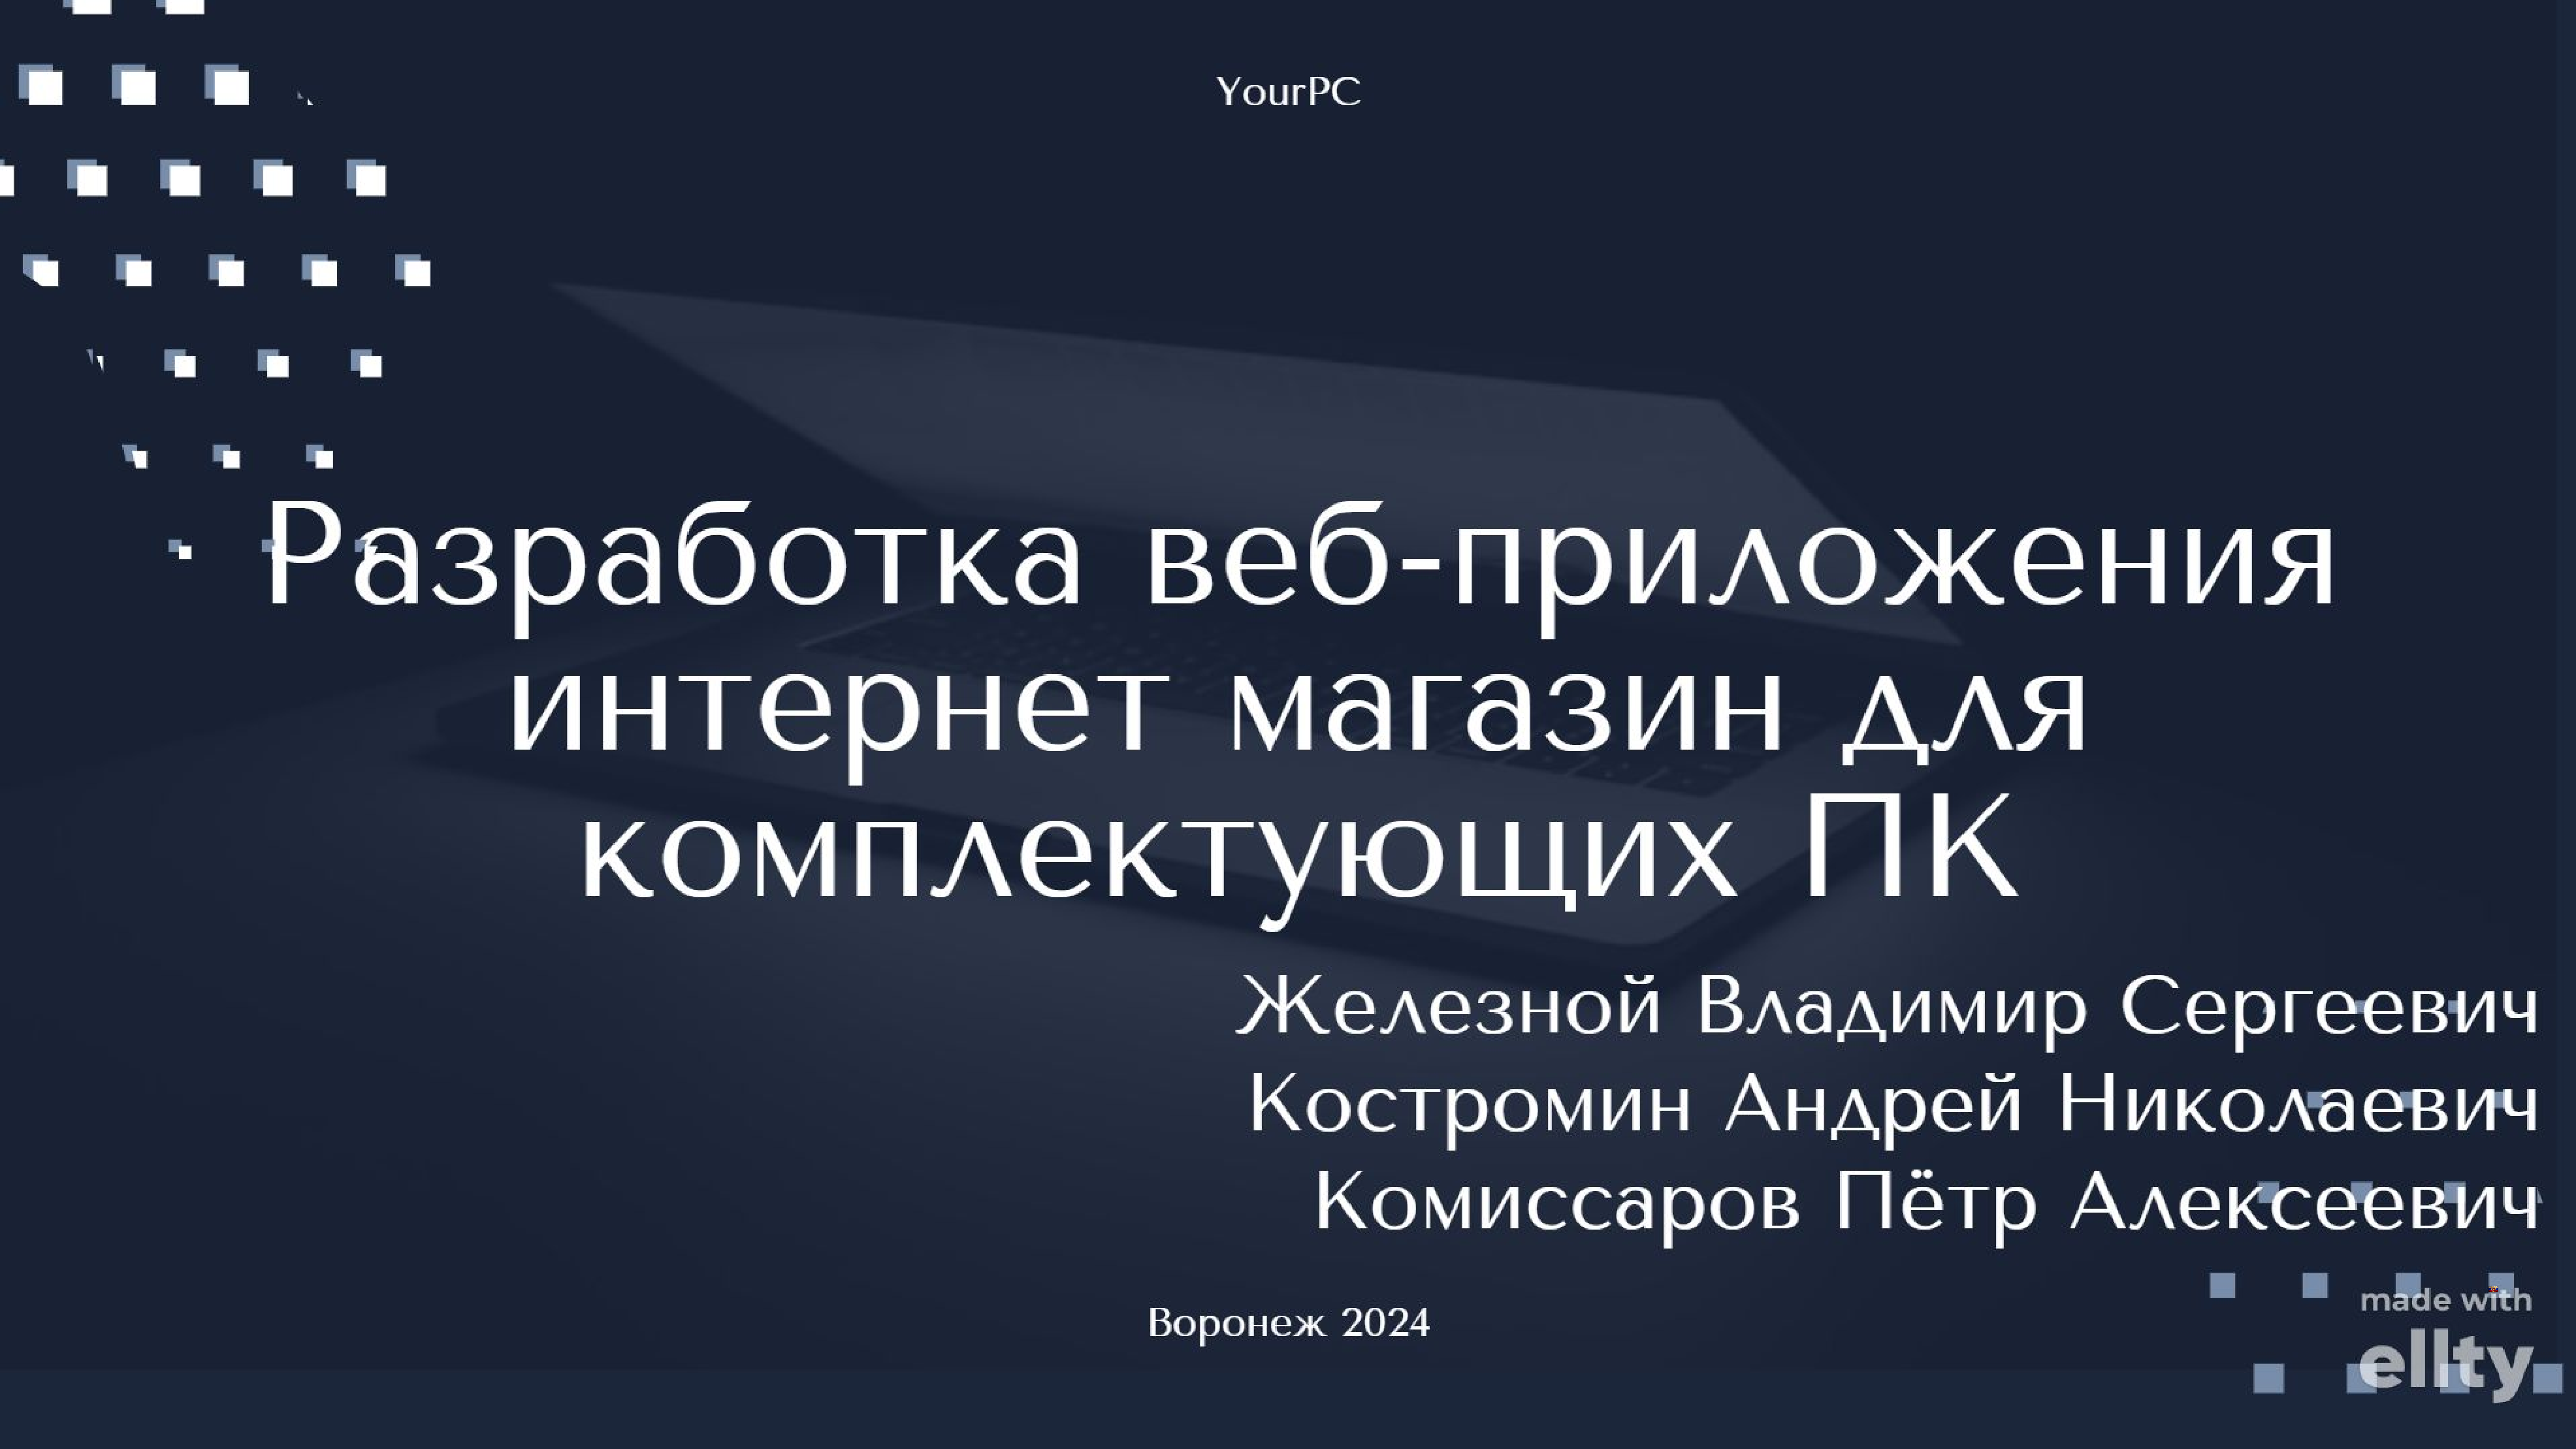 YourPC
Разработка веб-приложения
интернет магазин для
комплектующих ПК
Железной Владимир Сергеевич
Костромин Андрей Николаевич
Комиссаров Пётр Алексеевич
Воронеж 2024
made with
ellty